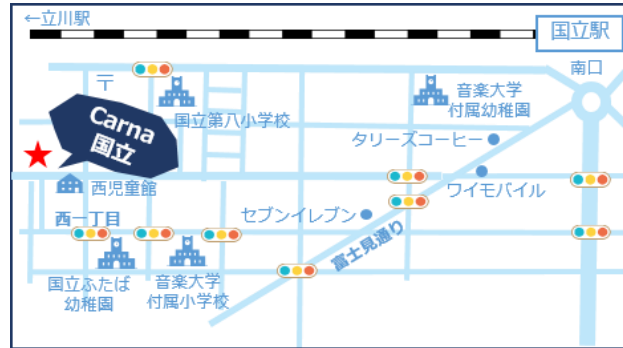 ←立川駅
国立駅
南口
〒
Carna
国立
国立第八小学校
音楽大学
付属幼稚園
タリーズコーヒー
ワイモバイル
西児童館
西一丁目
セブンイレブン
富士見通り
国立ふたば
幼稚園
音楽大学
付属小学校